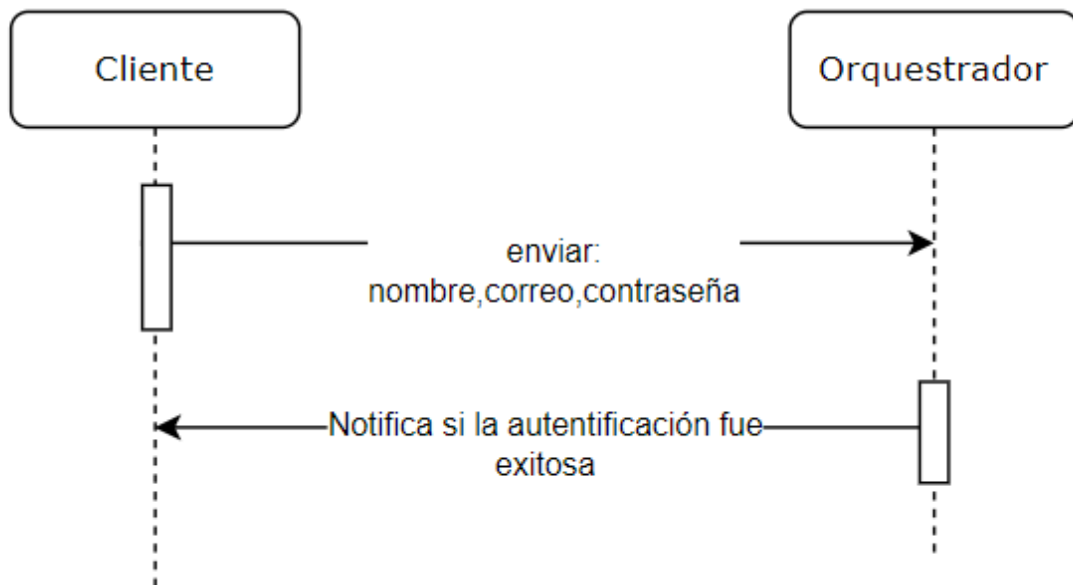 Cliente
Orquestrador
enviar:
nombre,correo,contraseña
Notifica si la autentificación fue
exitosa